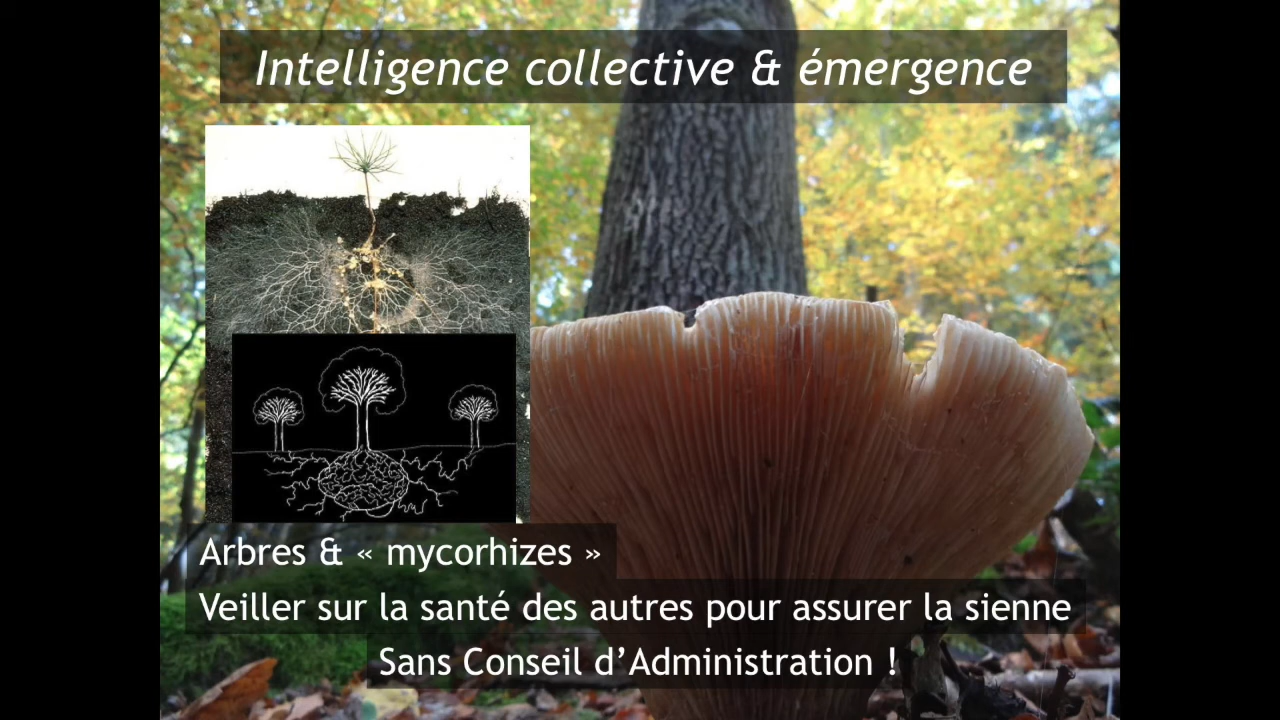 Intelligence collective & émergence
Arbres & « mycorhizes »
Veiller sur la santé des autres pour assurer la sienne
Sans Conseil d’Administration !